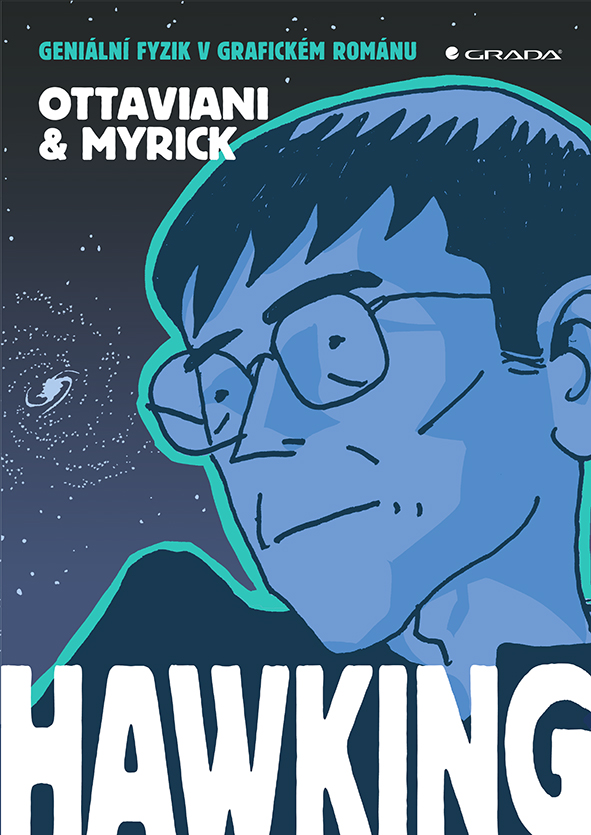 GENIÁLNÍ FYZIK V GRAFICKÉM ROMÁNU
GRADA®
OTTAVIANI
& MYRICK
HAWKING